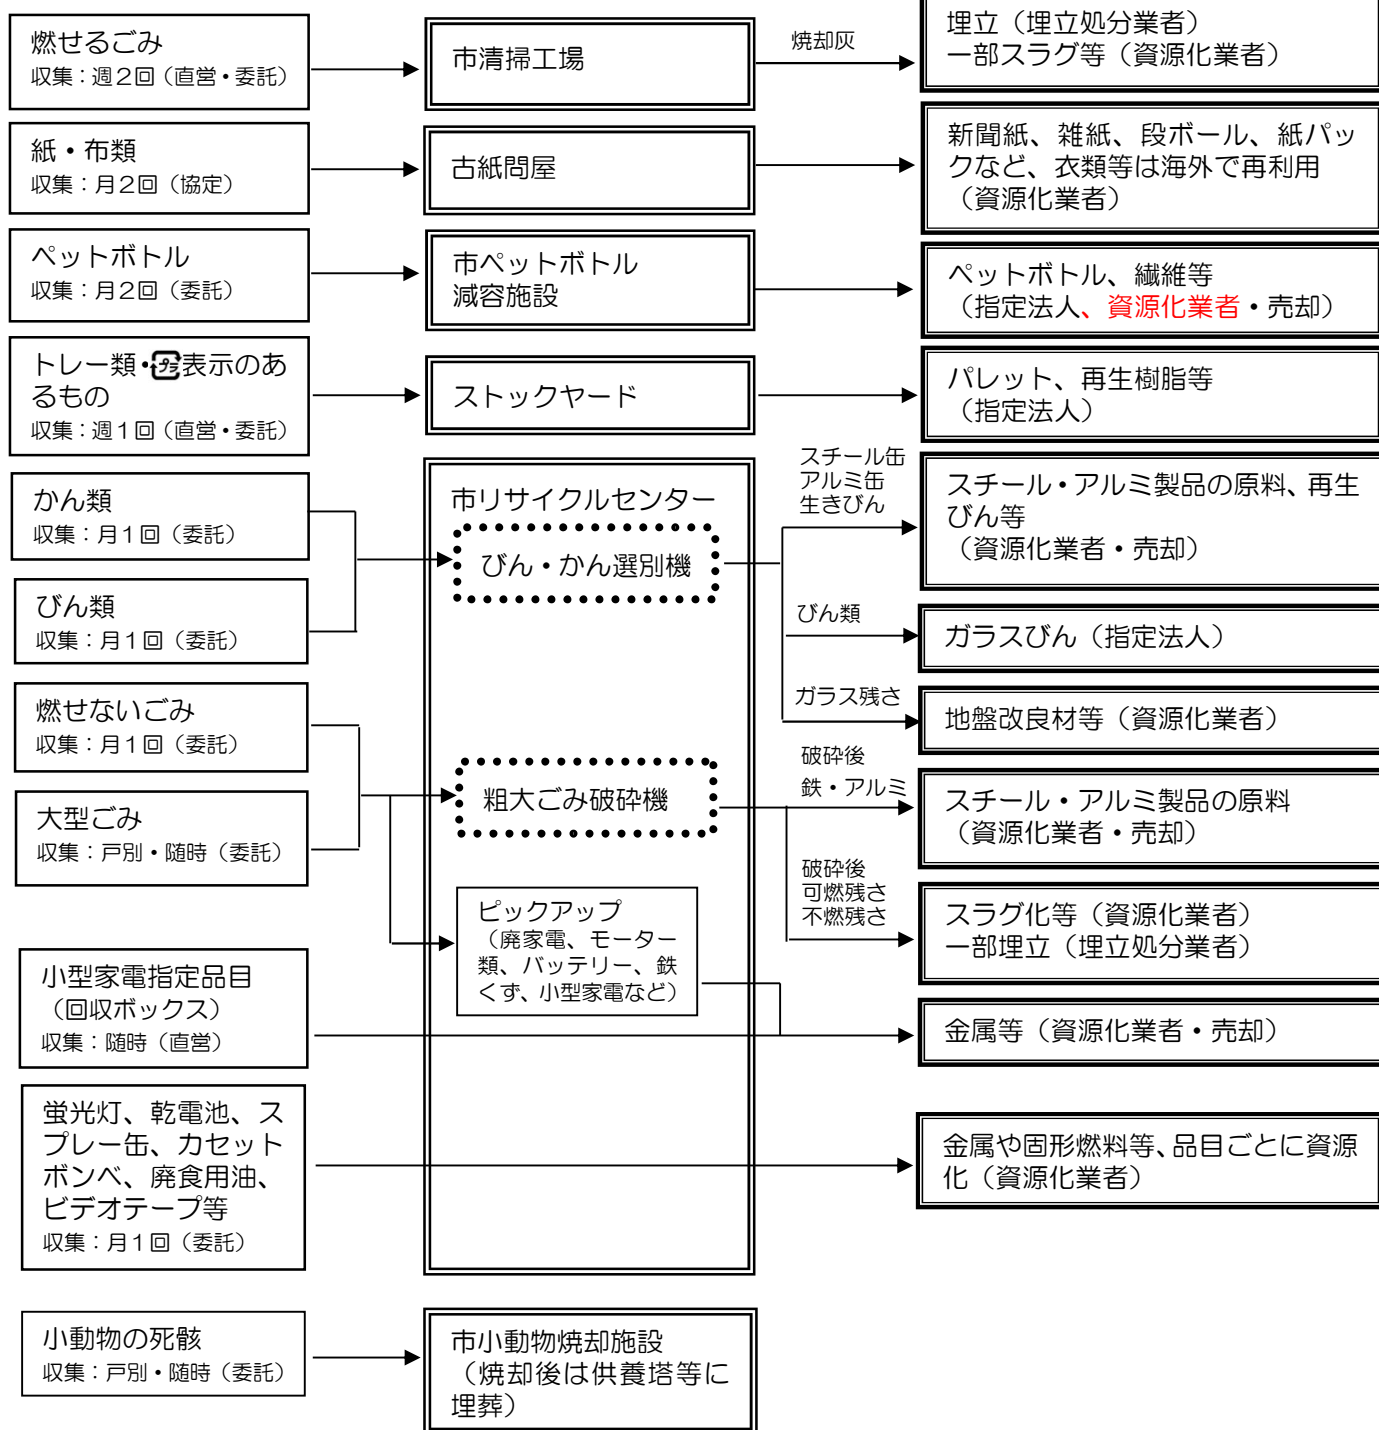 燃せるごみ
収集：週２回（直営・委託）
市清掃工場
焼却灰
埋立（埋立処分業者）
一部スラグ等（資源化業者）
紙・布類
収集：月２回（協定）
古紙問屋
新聞紙、雑紙、段ボール、紙パッ
クなど、衣類等は海外で再利用
（資源化業者）
ペットボトル
収集：月２回（委託）
市ペットボトル
減容施設
ペットボトル、繊維等
（指定法人、資源化業者・売却）
トレー類・プラ表示のあ
るもの
収集：週１回（直営・委託）
ストックヤード
パレット、再生樹脂等
（指定法人）
かん類
収集：月１回（委託）
びん類
収集：月１回（委託）
市リサイクルセンター
びん・かん選別機
スチール缶
アルミ缶
生きびん
スチール・アルミ製品の原料、再生
びん等
（資源化業者・売却）
びん類
ガラスびん（指定法人）
ガラス残さ
地盤改良材等（資源化業者）
燃せないごみ
収集：月１回（委託）
大型ごみ
収集：戸別・随時（委託）
粗大ごみ破砕機
破砕後
鉄・アルミ
スチール・アルミ製品の原料
（資源化業者・売却）
破砕後
可燃残さ
不燃残さ
スラグ化等（資源化業者）
一部埋立（埋立処分業者）
ピックアップ
（廃家電、モーター
類、バッテリー、鉄
くず、小型家電など）
小型家電指定品目
（回収ボックス）
収集：随時（直営）
金属等（資源化業者・売却）
蛍光灯、乾電池、ス
プレー缶、カセット
ボンベ、廃食用油、
ビデオテープ等
収集：月１回（委託）
金属や固形燃料等、品目ごとに資源
化（資源化業者）
小動物の死骸
収集：戸別・随時（委託）
市小動物焼却施設
（焼却後は供養塔等に
埋葬）